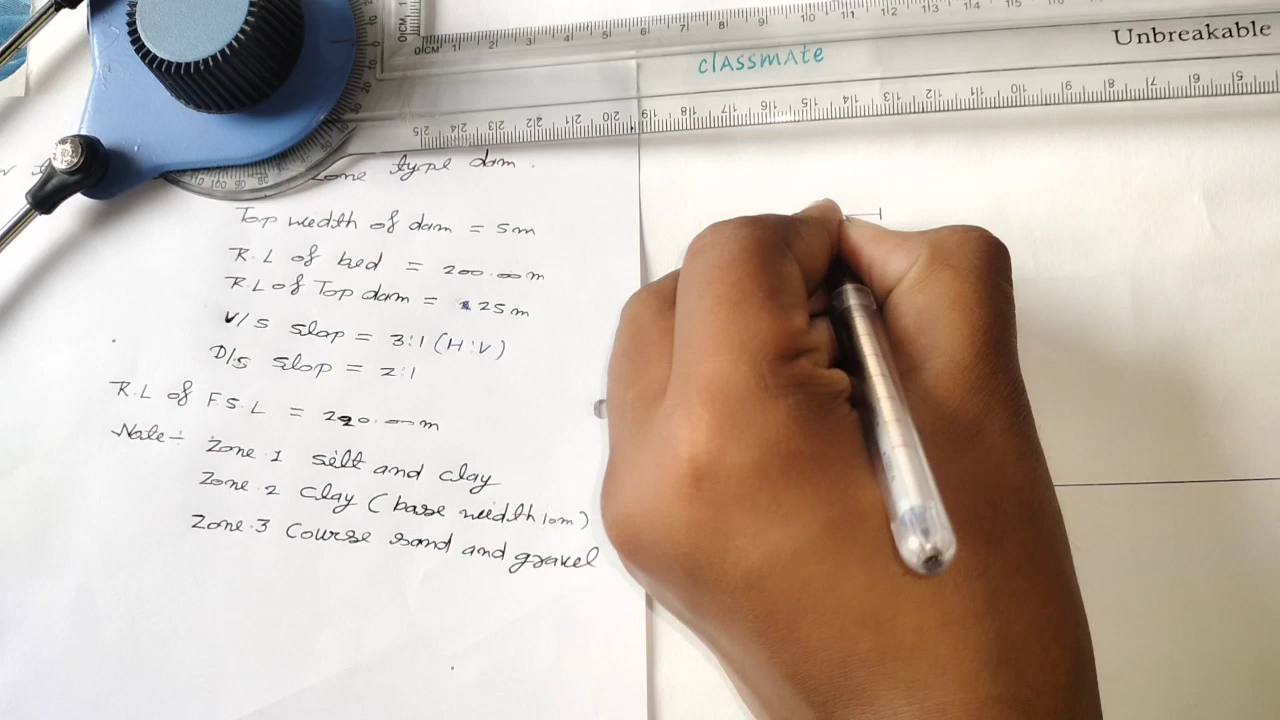 classmate
Unbreakable
zone type dam.
Top width of dam = 5m
R.L of bed = 200.00m
R.L of Top dam = 25m
U/s slop = 3:1 (H:V)
D/s slop = 2:1
R.L of F.S.L = 220.00m
Note:- Zone.1 silt and clay
Zone.2 clay (base width 10m)
Zone.3 Course sand and gravel